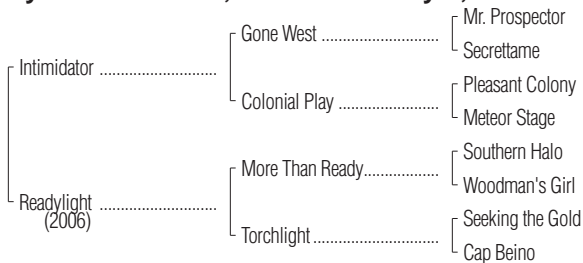 Mr. Prospector
Gone West ..............................
Secrettame
Intimidator .............................
Pleasant Colony
Colonial Play ..........................
Meteor Stage
Southern Halo
More Than Ready...................
Woodman's Girl
Readylight .............................
(2006)
Seeking the Gold
Torchlight................................
Cap Beino